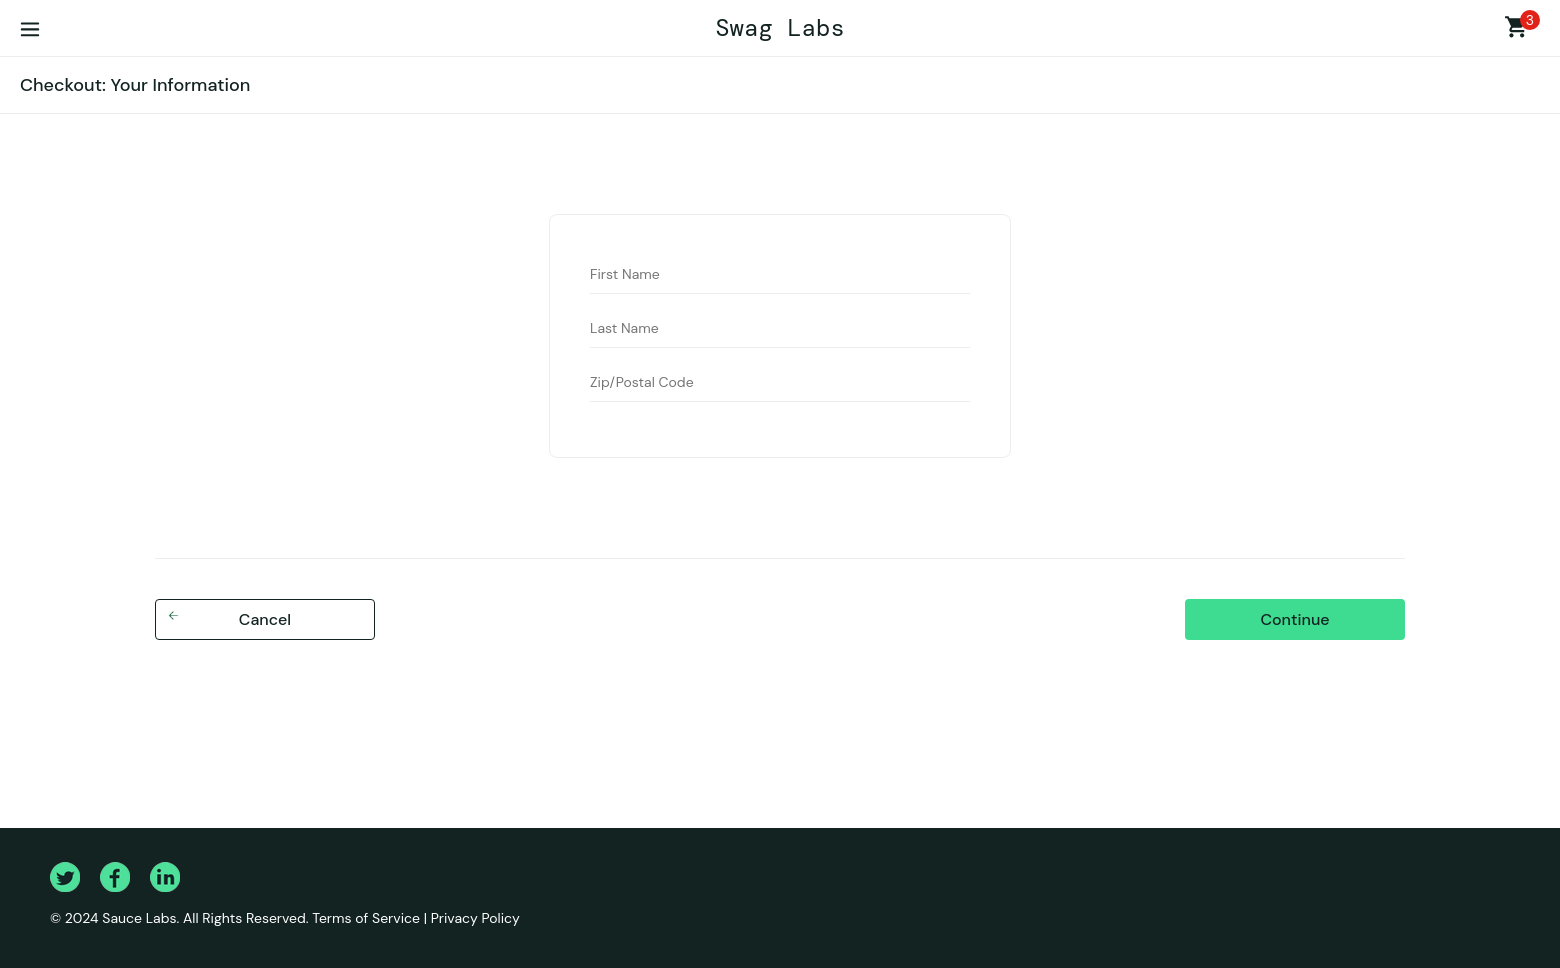 Swag Labs
3
Checkout: Your Information
First Name
Last Name
Zip/Postal Code
Cancel
Continue
© 2024 Sauce Labs. All Rights Reserved. Terms of Service | Privacy Policy